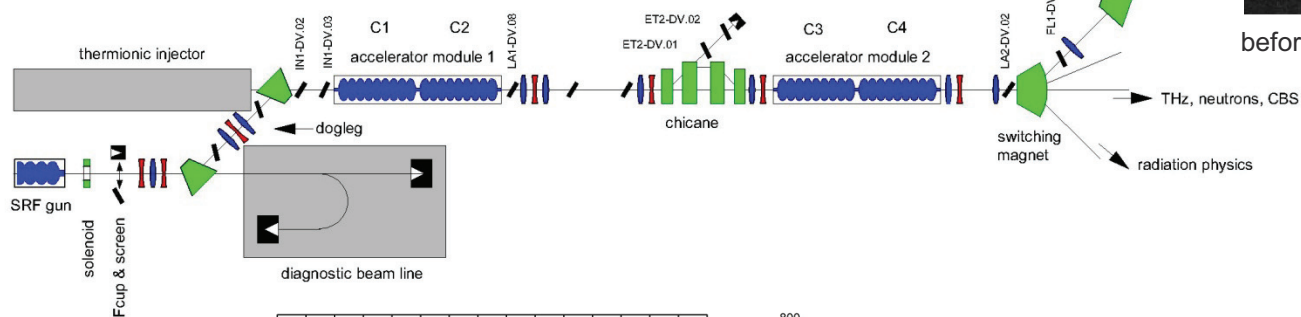 C1
C2
C3
C4
thermionic injector
IN1-DV.02
IN1-DV.03
accelerator module 1
LA1-DV.08
ET2-DV.01
ET2-DV.02
accelerator module 2
LA2-DV.02
befor
chicane
THz, neutrons, CBS
dogleg
switching
magnet
radiation physics
SRF gun
solenoid
Fcup & screen
diagnostic beam line